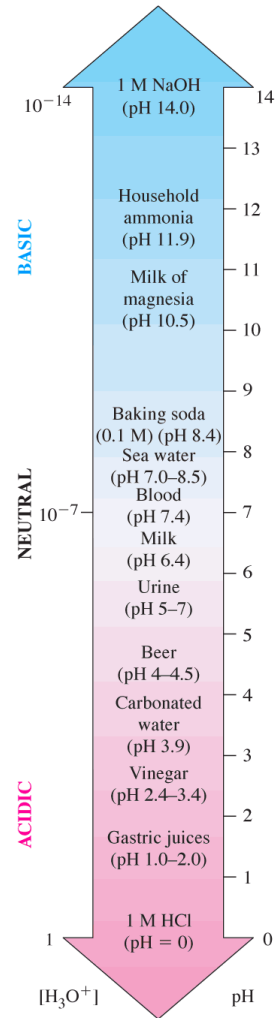 1 M NaOH
(pH 14.0)
10⁻¹⁴
14
13
Household
ammonia
(pH 11.9)
12
BASIC
11
Milk of
magnesia
(pH 10.5)
10
9
Baking soda
(0.1 M) (pH 8.4)
8
Sea water
(pH 7.0–8.5)
Blood
(pH 7.4)
10⁻⁷
7
NEUTRAL
Milk
(pH 6.4)
6
Urine
(pH 5–7)
5
Beer
(pH 4–4.5)
4
Carbonated
water
(pH 3.9)
3
Vinegar
(pH 2.4–3.4)
2
ACIDIC
Gastric juices
(pH 1.0–2.0)
1
1 M HCl
(pH = 0)
1
0
[H₃O⁺]
pH